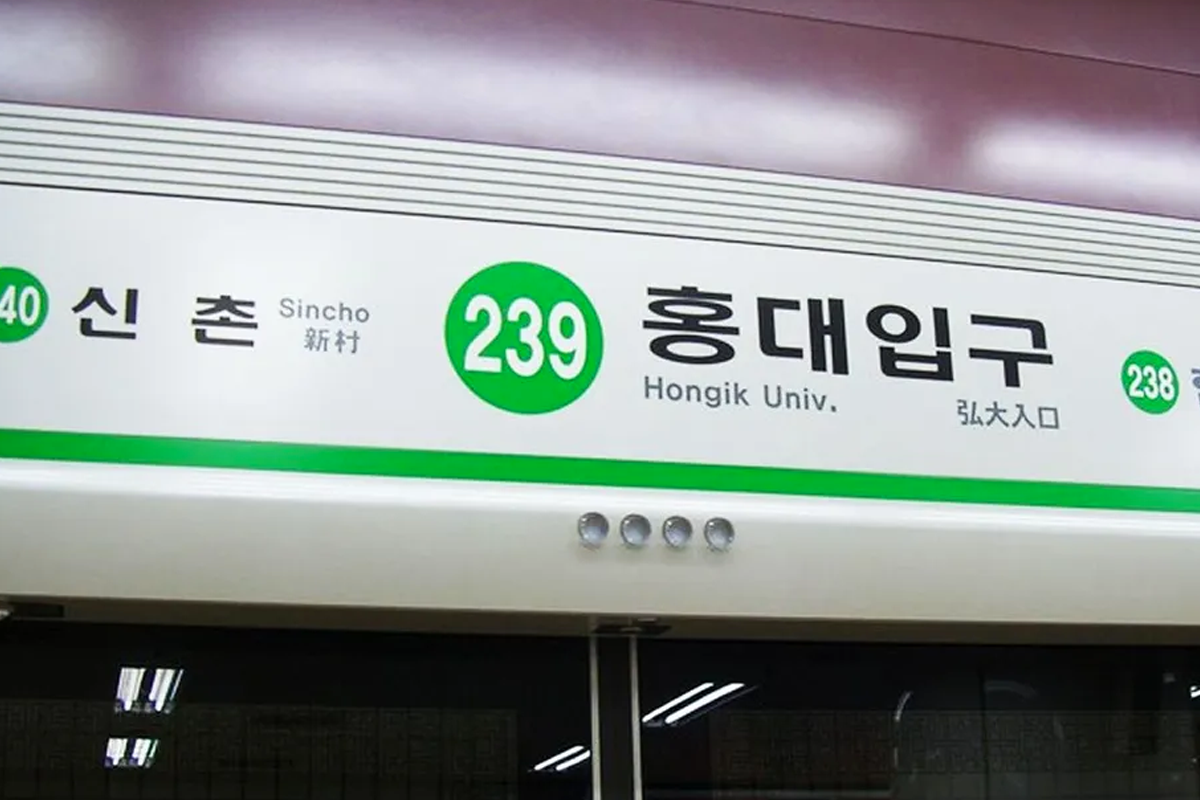 40
신 촌
Sincho
新村
239
홍대입구
Hongik Univ.
弘大入口
238